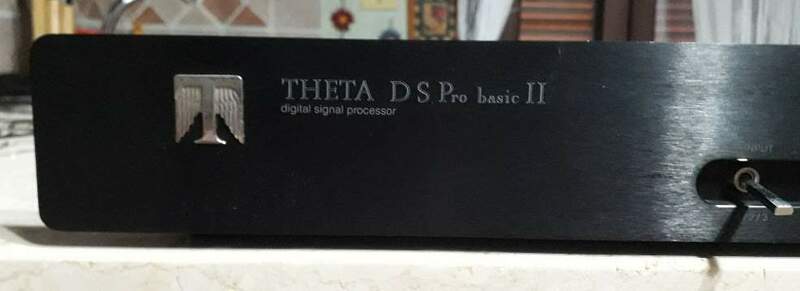 THETA DS Pro basic II
digital signal processor
INPUT